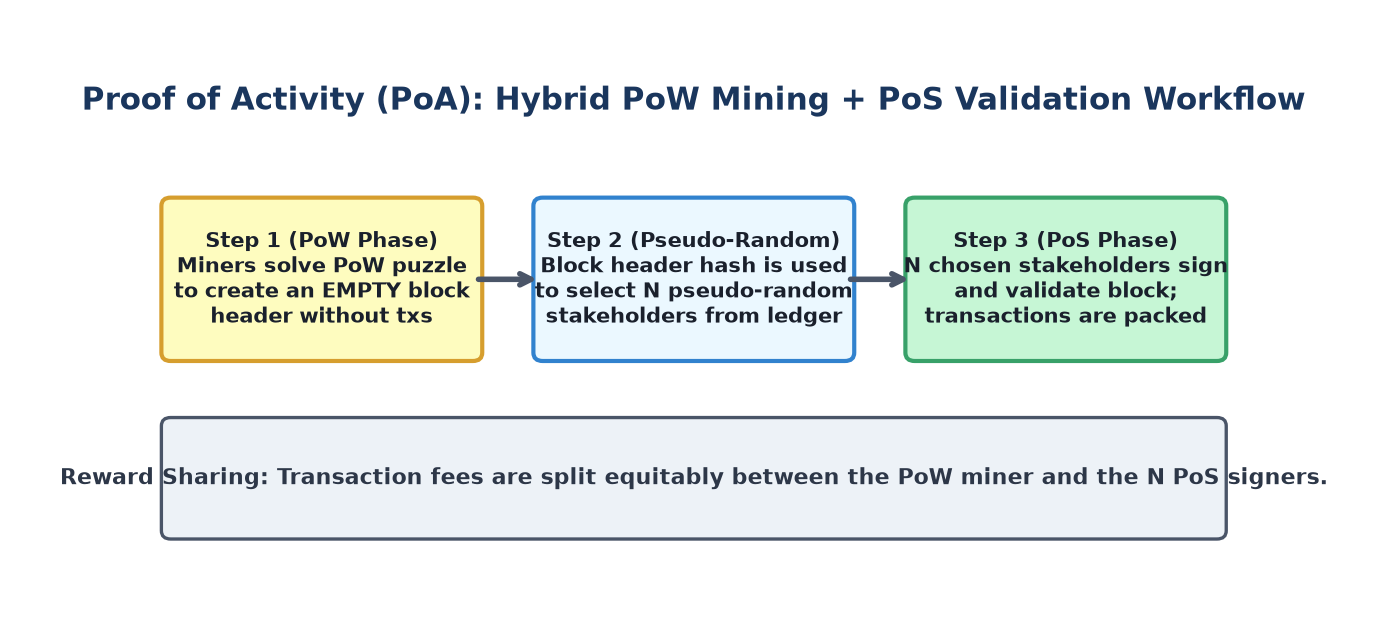 Proof of Activity (PoA): Hybrid PoW Mining + PoS Validation Workflow
Step 1 (PoW Phase)
Miners solve PoW puzzle
to create an EMPTY block
header without txs
Step 2 (Pseudo-Random)
Block header hash is used
to select N pseudo-random
stakeholders from ledger
Step 3 (PoS Phase)
N chosen stakeholders sign
and validate block;
transactions are packed
Reward Sharing: Transaction fees are split equitably between the PoW miner and the N PoS signers.